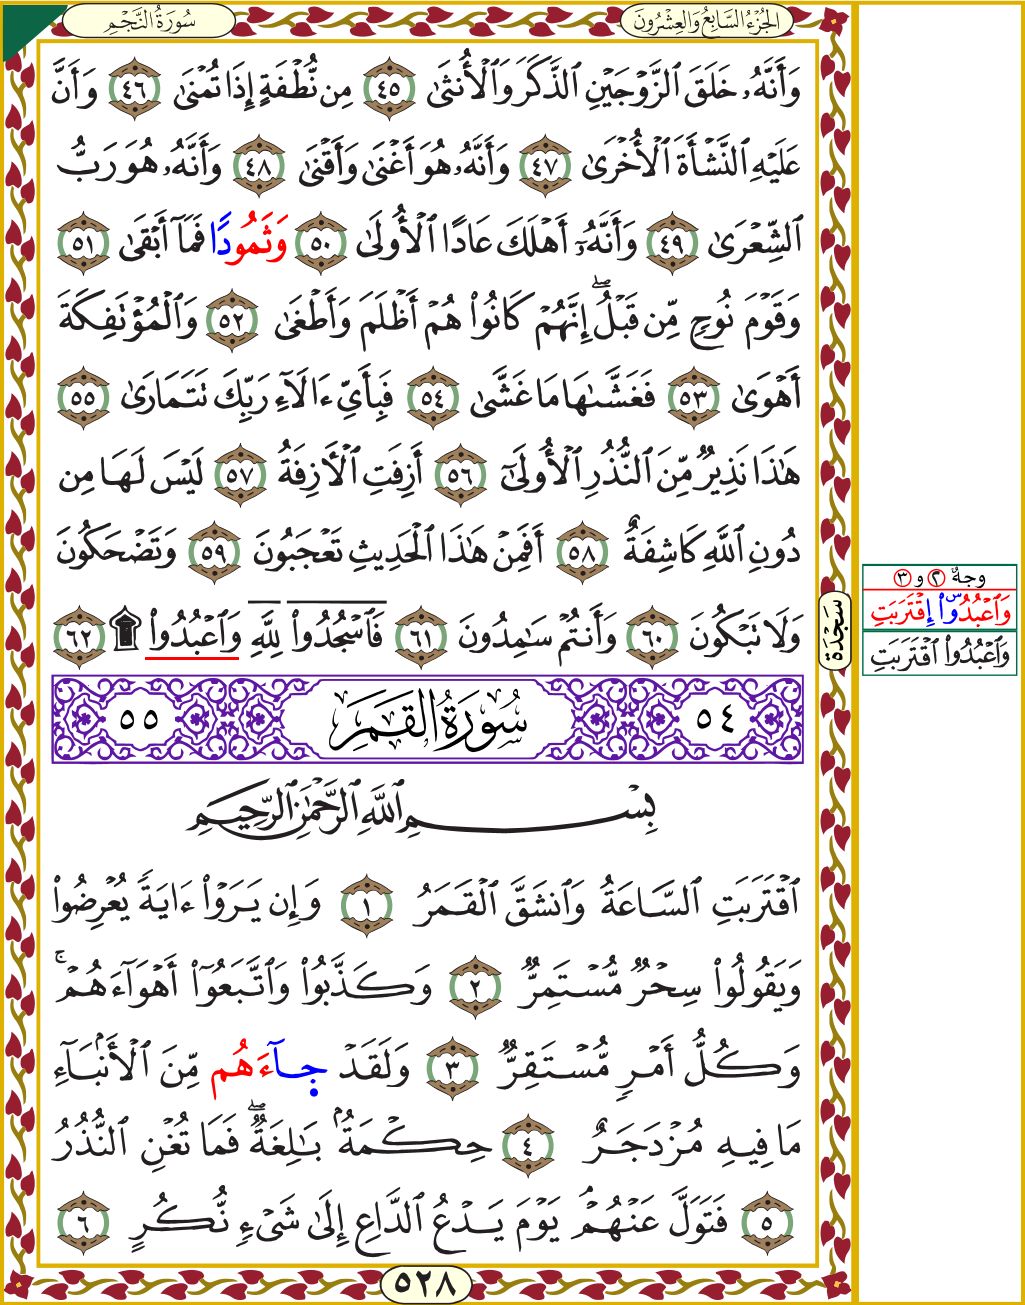 سُورَةُ النَّجْمِ
الجُزْءُ السَّابِعُ وَالعِشْرُونَ
وَأَنَّهُۥ خَلَقَ ٱلزَّوۡجَيۡنِ ٱلذَّكَرَ وَٱلۡأُنثَىٰ ٤٥ مِن نُّطۡفَةٍ إِذَا تُمۡنَىٰ ٤٦ وَأَنَّ
عَلَيۡهِ ٱلنَّشۡأَةَ ٱلۡأُخۡرَىٰ ٤٧ وَأَنَّهُۥ هُوَ أَغۡنَىٰ وَأَقۡنَىٰ ٤٨ وَأَنَّهُۥ هُوَ رَبُّ
ٱلشِّعۡرَىٰ ٤٩ وَأَنَّهُۥٓ أَهۡلَكَ عَادًا ٱلۡأُولَىٰ ٥٠ وَثَمُودًا فَمَآ أَبۡقَىٰ ٥١
وَقَوۡمَ نُوحٖ مِّن قَبۡلُۖ إِنَّهُمۡ كَانُواْ هُمۡ أَظۡلَمَ وَأَطۡغَىٰ ٥٢ وَٱلۡمُؤۡتَفِكَةَ
أَهۡوَىٰ ٥٣ فَغَشَّىٰهَا مَا غَشَّىٰ ٥٤ فَبِأَيِّ ءَالَآءِ رَبِّكَ تَتَمَارَىٰ ٥٥
هَٰذَا نَذِيرٞ مِّنَ ٱلنُّذُرِ ٱلۡأُولَىٰٓ ٥٦ أَزِفَتِ ٱلۡأٓزِفَةُ ٥٧ لَيۡسَ لَهَا مِن
دُونِ ٱللَّهِ كَاشِفَةٌ ٥٨ أَفَمِنۡ هَٰذَا ٱلۡحَدِيثِ تَعۡجَبُونَ ٥٩ وَتَضۡحَكُونَ
وَلَا تَبۡكُونَ ٦٠ وَأَنتُمۡ سَٰمِدُونَ ٦١ فَٱسۡجُدُواْۤ لِلَّهِۤ وَٱعۡبُدُواْ ۩ ٦٢
سَجْدَة
وجهُ ٢ و ٣
وَٱعۡبُدُواْ س إِقۡتَرَبَتِ
وَٱعۡبُدُواْ ٱقۡتَرَبَتِ
٥٤ سُورَةُ القَمَرِ ٥٥
بِسۡمِ ٱللَّهِ ٱلرَّحۡمَٰنِ ٱلرَّحِيمِ
ٱقۡتَرَبَتِ ٱلسَّاعَةُ وَٱنشَقَّ ٱلۡقَمَرُ ١ وَإِن يَرَوۡاْ ءَايَةٗ يُعۡرِضُواْ
وَيَقُولُواْ سِحۡرٞ مُّسۡتَمِرّٞ ٢ وَكَذَّبُواْ وَٱتَّبَعُوٓاْ أَهۡوَآءَهُمۡۚ
وَكُلُّ أَمۡرٖ مُّسۡتَقِرّٞ ٣ وَلَقَدۡ جَآءَهُم مِّنَ ٱلۡأَنۢبَآءِ
مَا فِيهِ مُزۡدَجَرٌ ٤ حِكۡمَةُۢ بَٰلِغَةٞۖ فَمَا تُغۡنِ ٱلنُّذُرُ
٥ فَتَوَلَّ عَنۡهُمۡۘ يَوۡمَ يَدۡعُ ٱلدَّاعِ إِلَىٰ شَيۡءٖ نُّكُرٍ ٦
٥٢٨